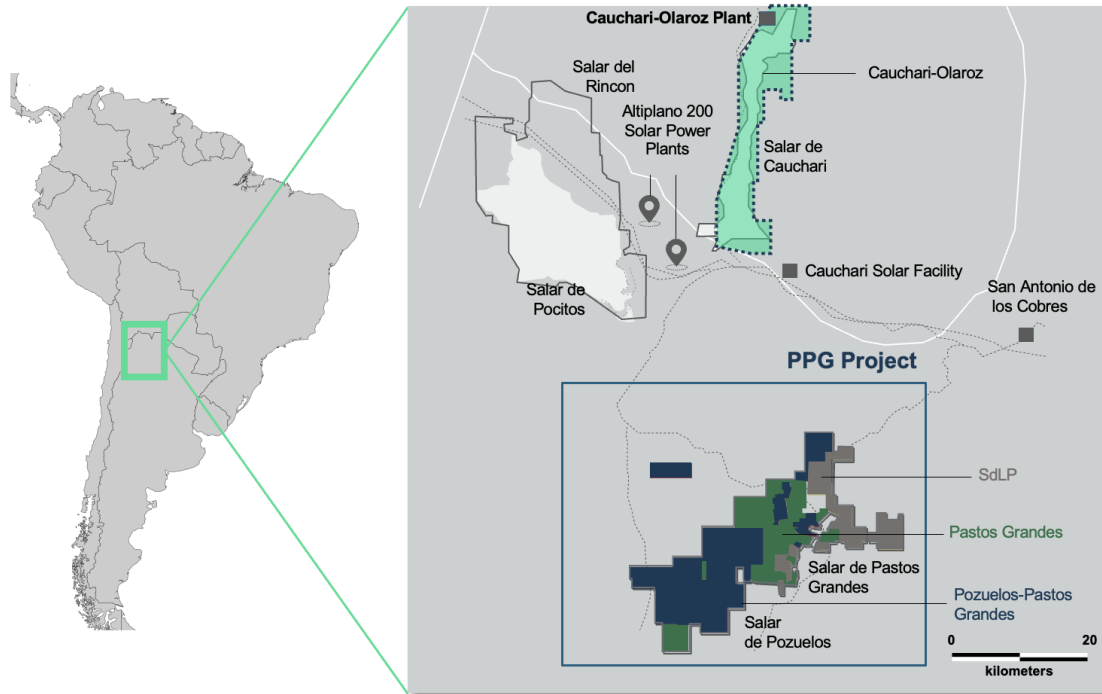 Cauchari-Olaroz Plant
Salar del
Rincon
Cauchari-Olaroz
Altiplano 200
Solar Power
Plants
Salar de
Cauchari
Cauchari Solar Facility
Salar de
Pocitos
San Antonio de
los Cobres
PPG Project
SdLP
Pastos Grandes
Salar de Pastos
Grandes
Pozuelos-Pastos
Grandes
Salar
de Pozuelos
0 20
kilometers